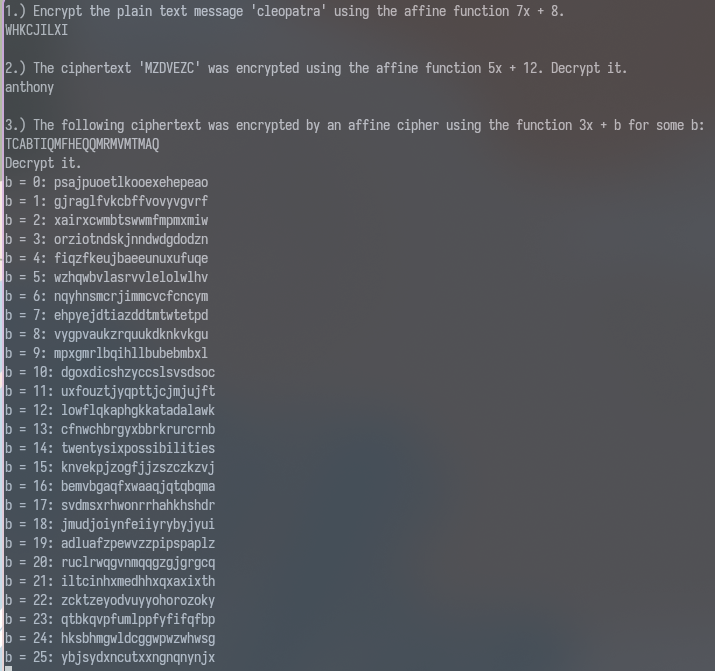 1.) Encrypt the plain text message 'cleopatra' using the affine function 7x + 8.
WHKCJILXI
2.) The ciphertext 'MZDVEZC' was encrypted using the affine function 5x + 12. Decrypt it.
anthony
3.) The following ciphertext was encrypted by an affine cipher using the function 3x + b for some b:
TCABTIQMFHEQQMRMVMTMAQ
Decrypt it.
b = 0: psajpuoetlkooexehepeao
b = 1: gjraglfvkcbffvovyvgvrf
b = 2: xairxcwmbtswwmfmpmxmiw
b = 3: orziotndskjnndwdgdodzn
b = 4: fiqzfkeujbaeeunuxufuqe
b = 5: wzhqwbvlasrvvlelolwlhv
b = 6: nqyhnsmcrjimmcvcfcncym
b = 7: ehpyejdtiazddtmtwtetpd
b = 8: vygpvaukzrquukdknkvkgu
b = 9: mpxgmrlbqihllbubebmbxl
b = 10: dgoxdicshzyccslsvsdsoc
b = 11: uxfouztjyqpttjcjmjujft
b = 12: lowflqkaphgkkatadalawk
b = 13: cfnwchbrgyxbbrkrurcrnb
b = 14: twentysixpossibilities
b = 15: knvekpjzogfjjzszczkzvj
b = 16: bemvbgaqfxwaaqjqtqbqma
b = 17: svdmsxrhwonrrhahkhshdr
b = 18: jmudjoiynfeiiyrybyjyui
b = 19: adluafzpewvzzpipspaplz
b = 20: ruclrwqgvnmqqgzgjgrgcq
b = 21: iltcinhxmedhhxqxaxixth
b = 22: zcktzeyodvuyyohorozoky
b = 23: qtbkqvpfumlppfyfifqfbp
b = 24: hksbhmgwldcggwpwzwhwsg
b = 25: ybjsydxncutxxngnqnynjx